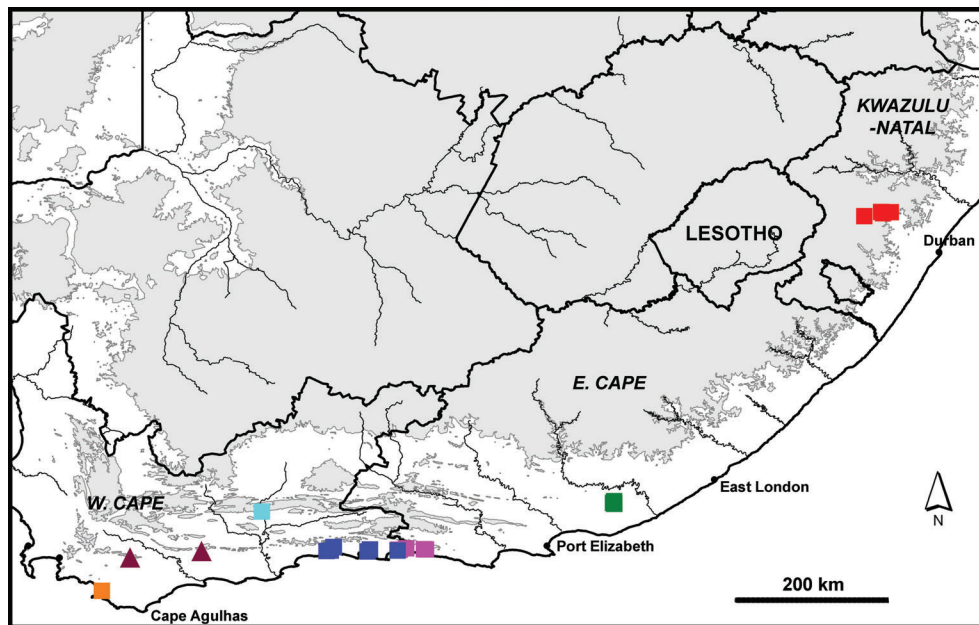 KWAZULU
-NATAL
LESOTHO
Durban
E. CAPE
East London
W. CAPE
N
Port Elizabeth
200 km
Cape Agulhas